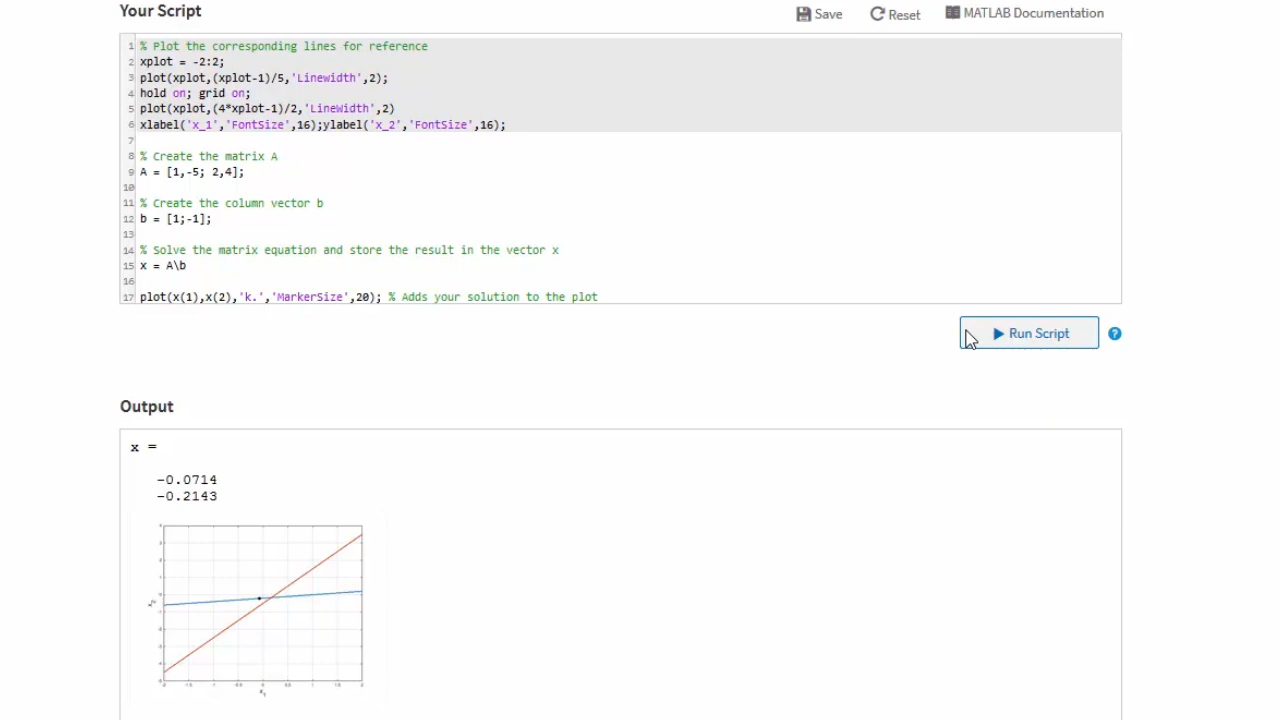 Your Script
Save
Reset
MATLAB Documentation
1 % Plot the corresponding lines for reference
2 xplot = -2:2;
3 plot(xplot,(xplot-1)/5,'Linewidth',2);
4 hold on; grid on;
5 plot(xplot,(4*xplot-1)/2,'LineWidth',2)
6 xlabel('x_1','FontSize',16);ylabel('x_2','FontSize',16);
7
8 % Create the matrix A
9 A = [1,-5; 2,4];
10
11 % Create the column vector b
12 b = [1;-1];
13
14 % Solve the matrix equation and store the result in the vector x
15 x = A\b
16
17 plot(x(1),x(2),'k.','MarkerSize',20); % Adds your solution to the plot
Run Script
?
Output
x =
-0.0714
-0.2143